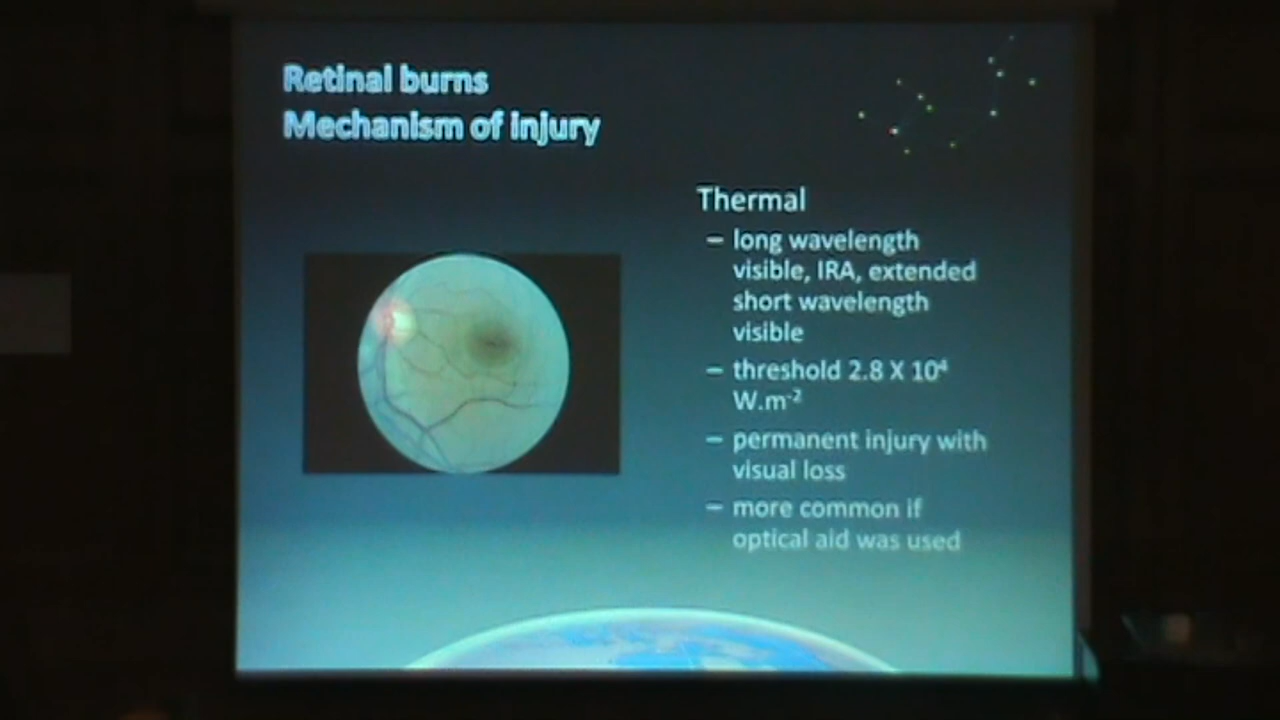 Retinal burns
Mechanism of injury
Thermal
– long wavelength
visible, IRA, extended
short wavelength
visible
– threshold 2.8 X 10⁴
W.m⁻²
– permanent injury with
visual loss
– more common if
optical aid was used